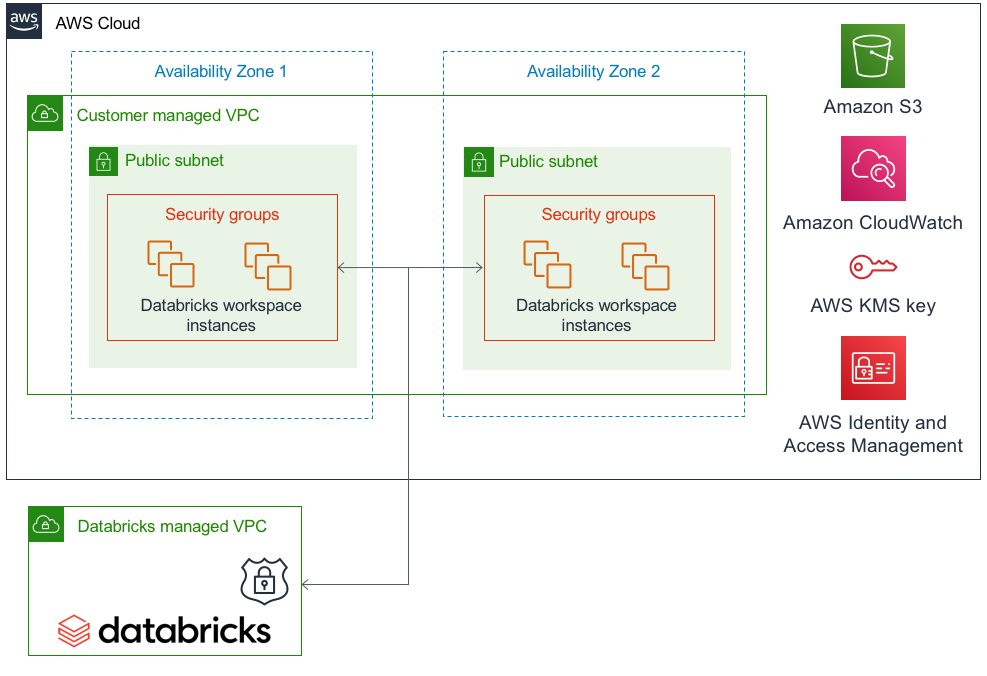 aws
AWS Cloud
Availability Zone 1
Availability Zone 2
Customer managed VPC
Public subnet
Public subnet
Security groups
Security groups
Databricks workspace
instances
Databricks workspace
instances
Amazon S3
Amazon CloudWatch
AWS KMS key
AWS Identity and
Access Management
Databricks managed VPC
databricks